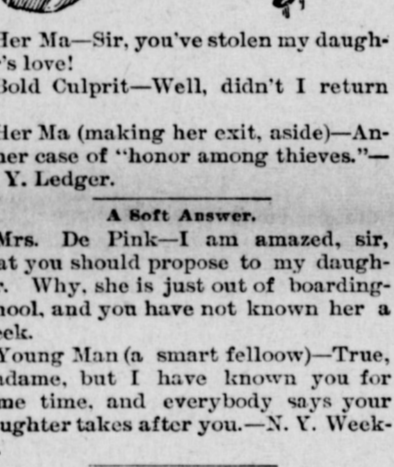 Her Ma—Sir, you've stolen my daugh-
's love!
Bold Culprit—Well, didn't I return
Her Ma (making her exit, aside)—An-
her case of "honor among thieves."—
Y. Ledger.
A Soft Answer.
Mrs. De Pink—I am amazed, sir,
at you should propose to my daugh-
r. Why, she is just out of boarding-
hool, and you have not known her a
eek.
Young Man (a smart felloow)—True,
adame, but I have known you for
me time, and everybody says your
ughter takes after you.—N. Y. Week-